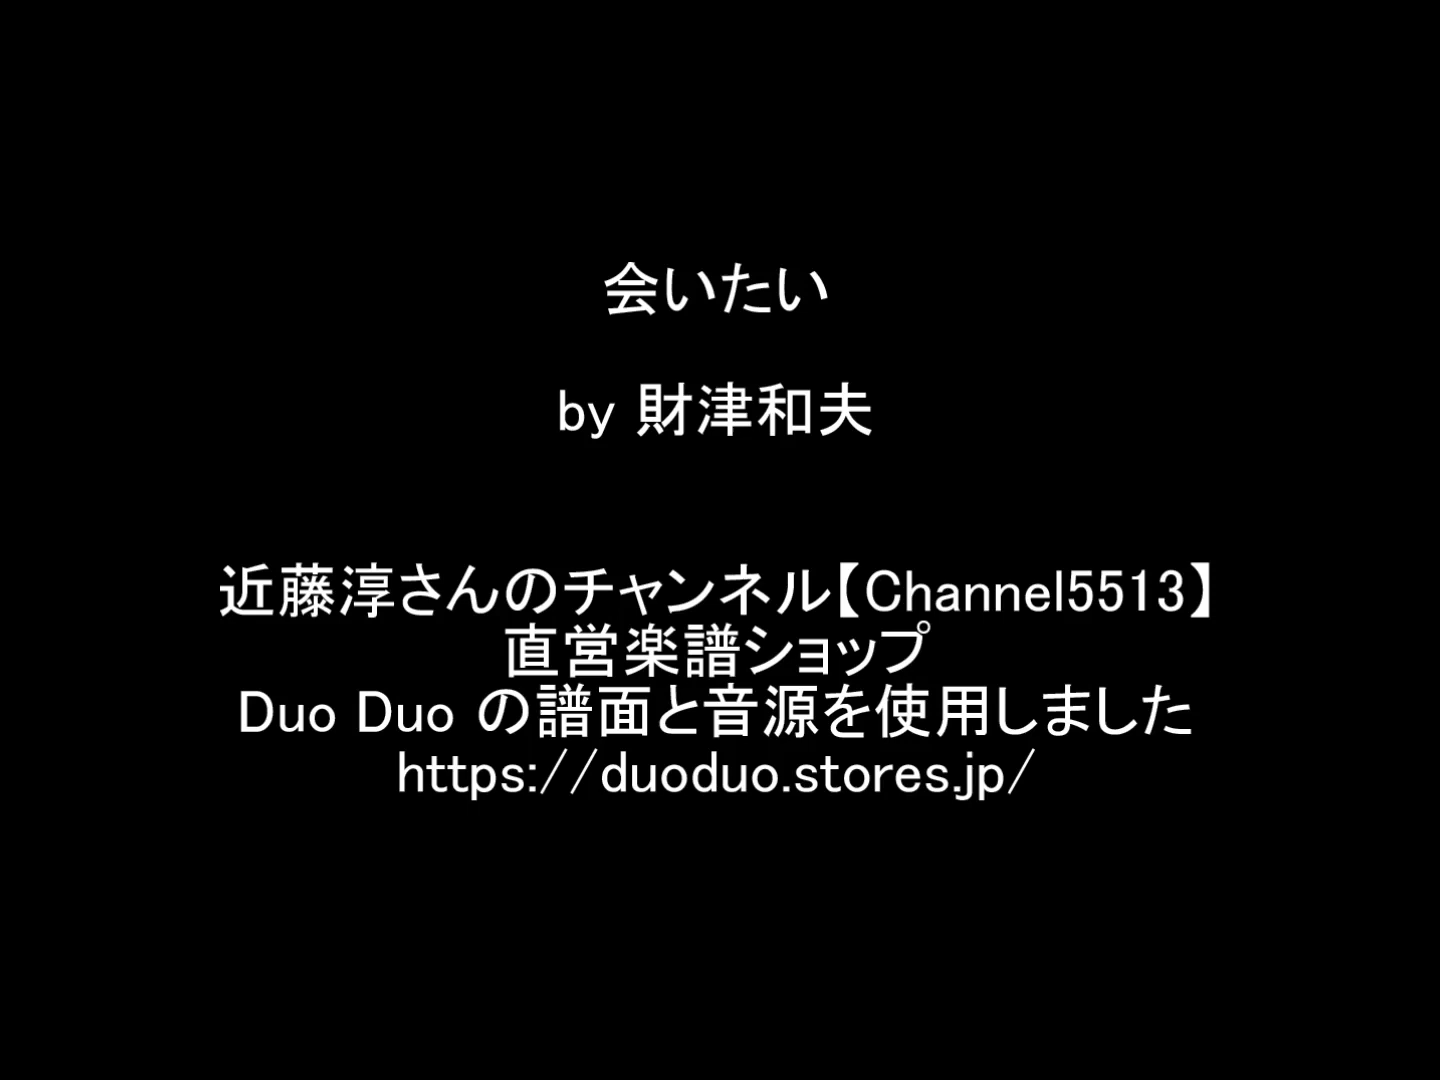 会いたい
by 財津和夫
近藤淳さんのチャンネル【Channel5513】
直営楽譜ショップ
Duo Duo の譜面と音源を使用しました
https://duoduo.stores.jp/